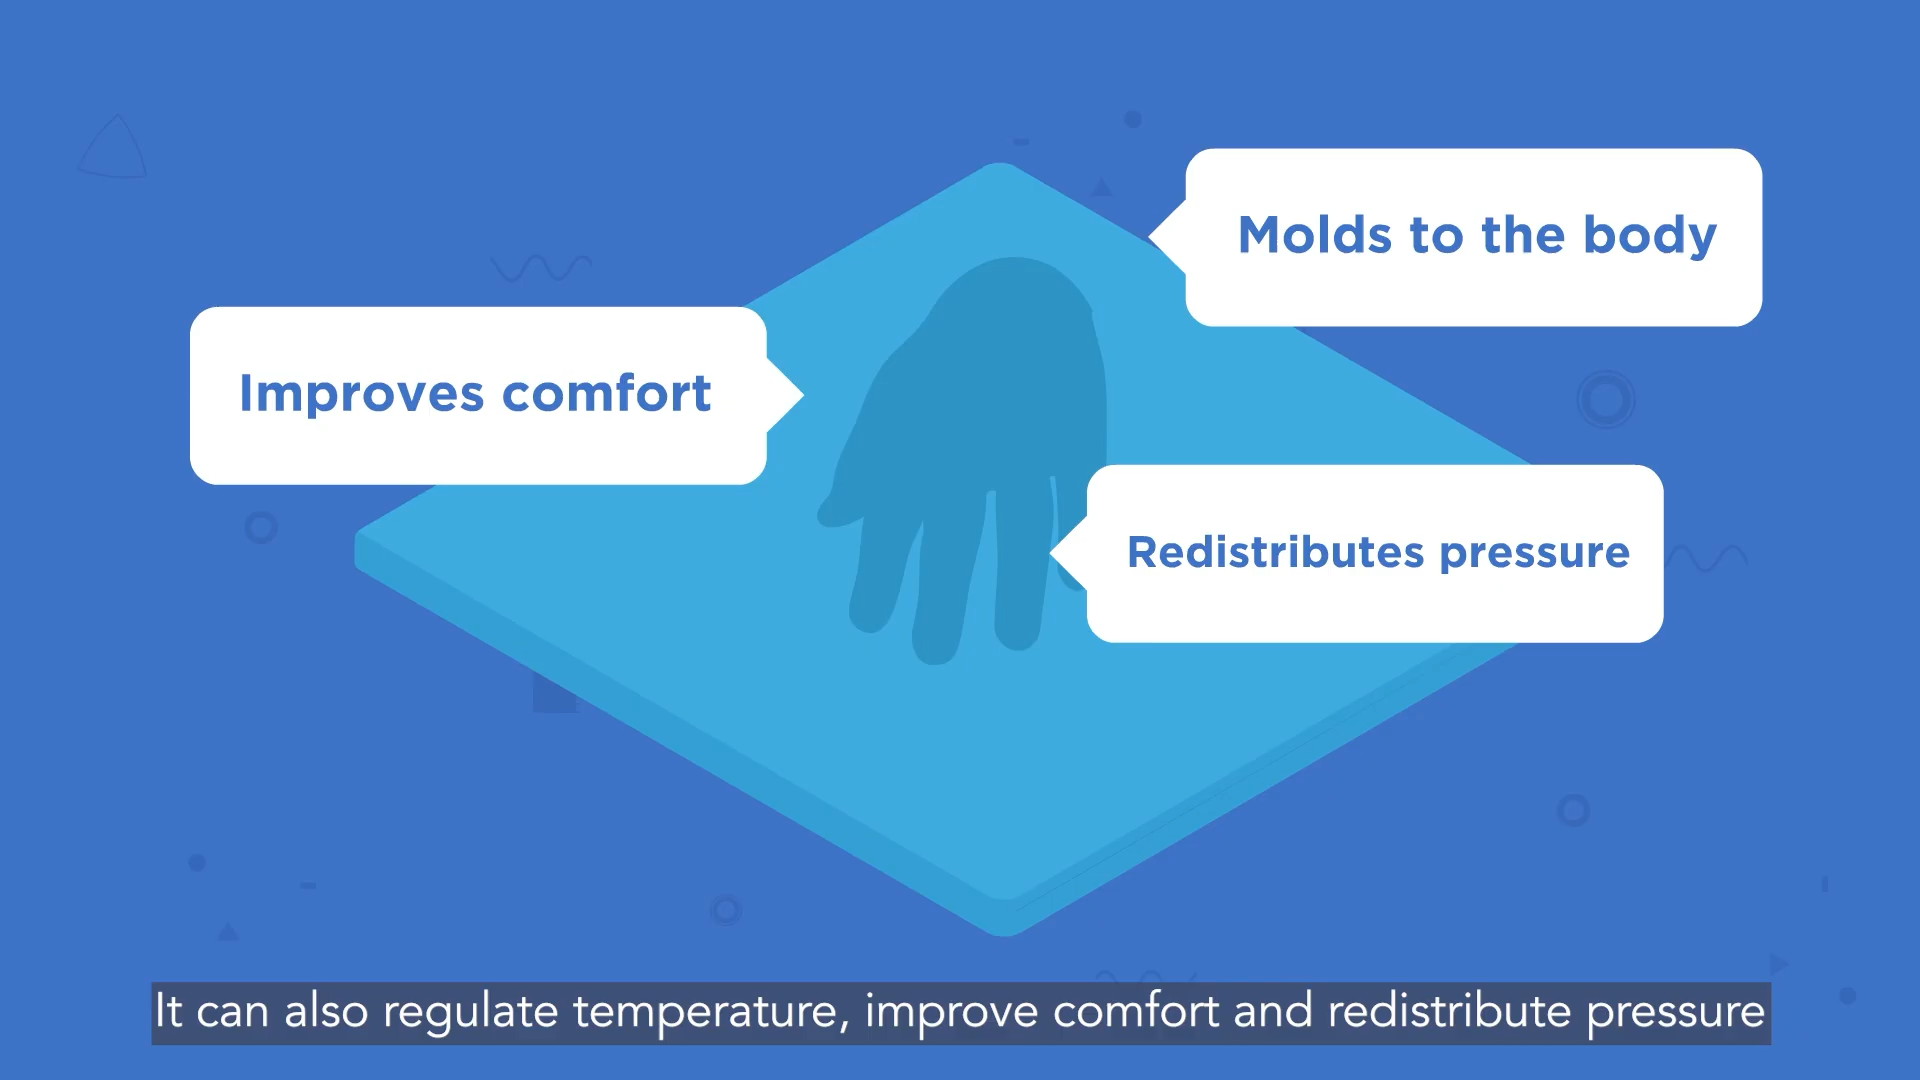 Molds to the body
Improves comfort
Redistributes pressure
It can also regulate temperature, improve comfort and redistribute pressure